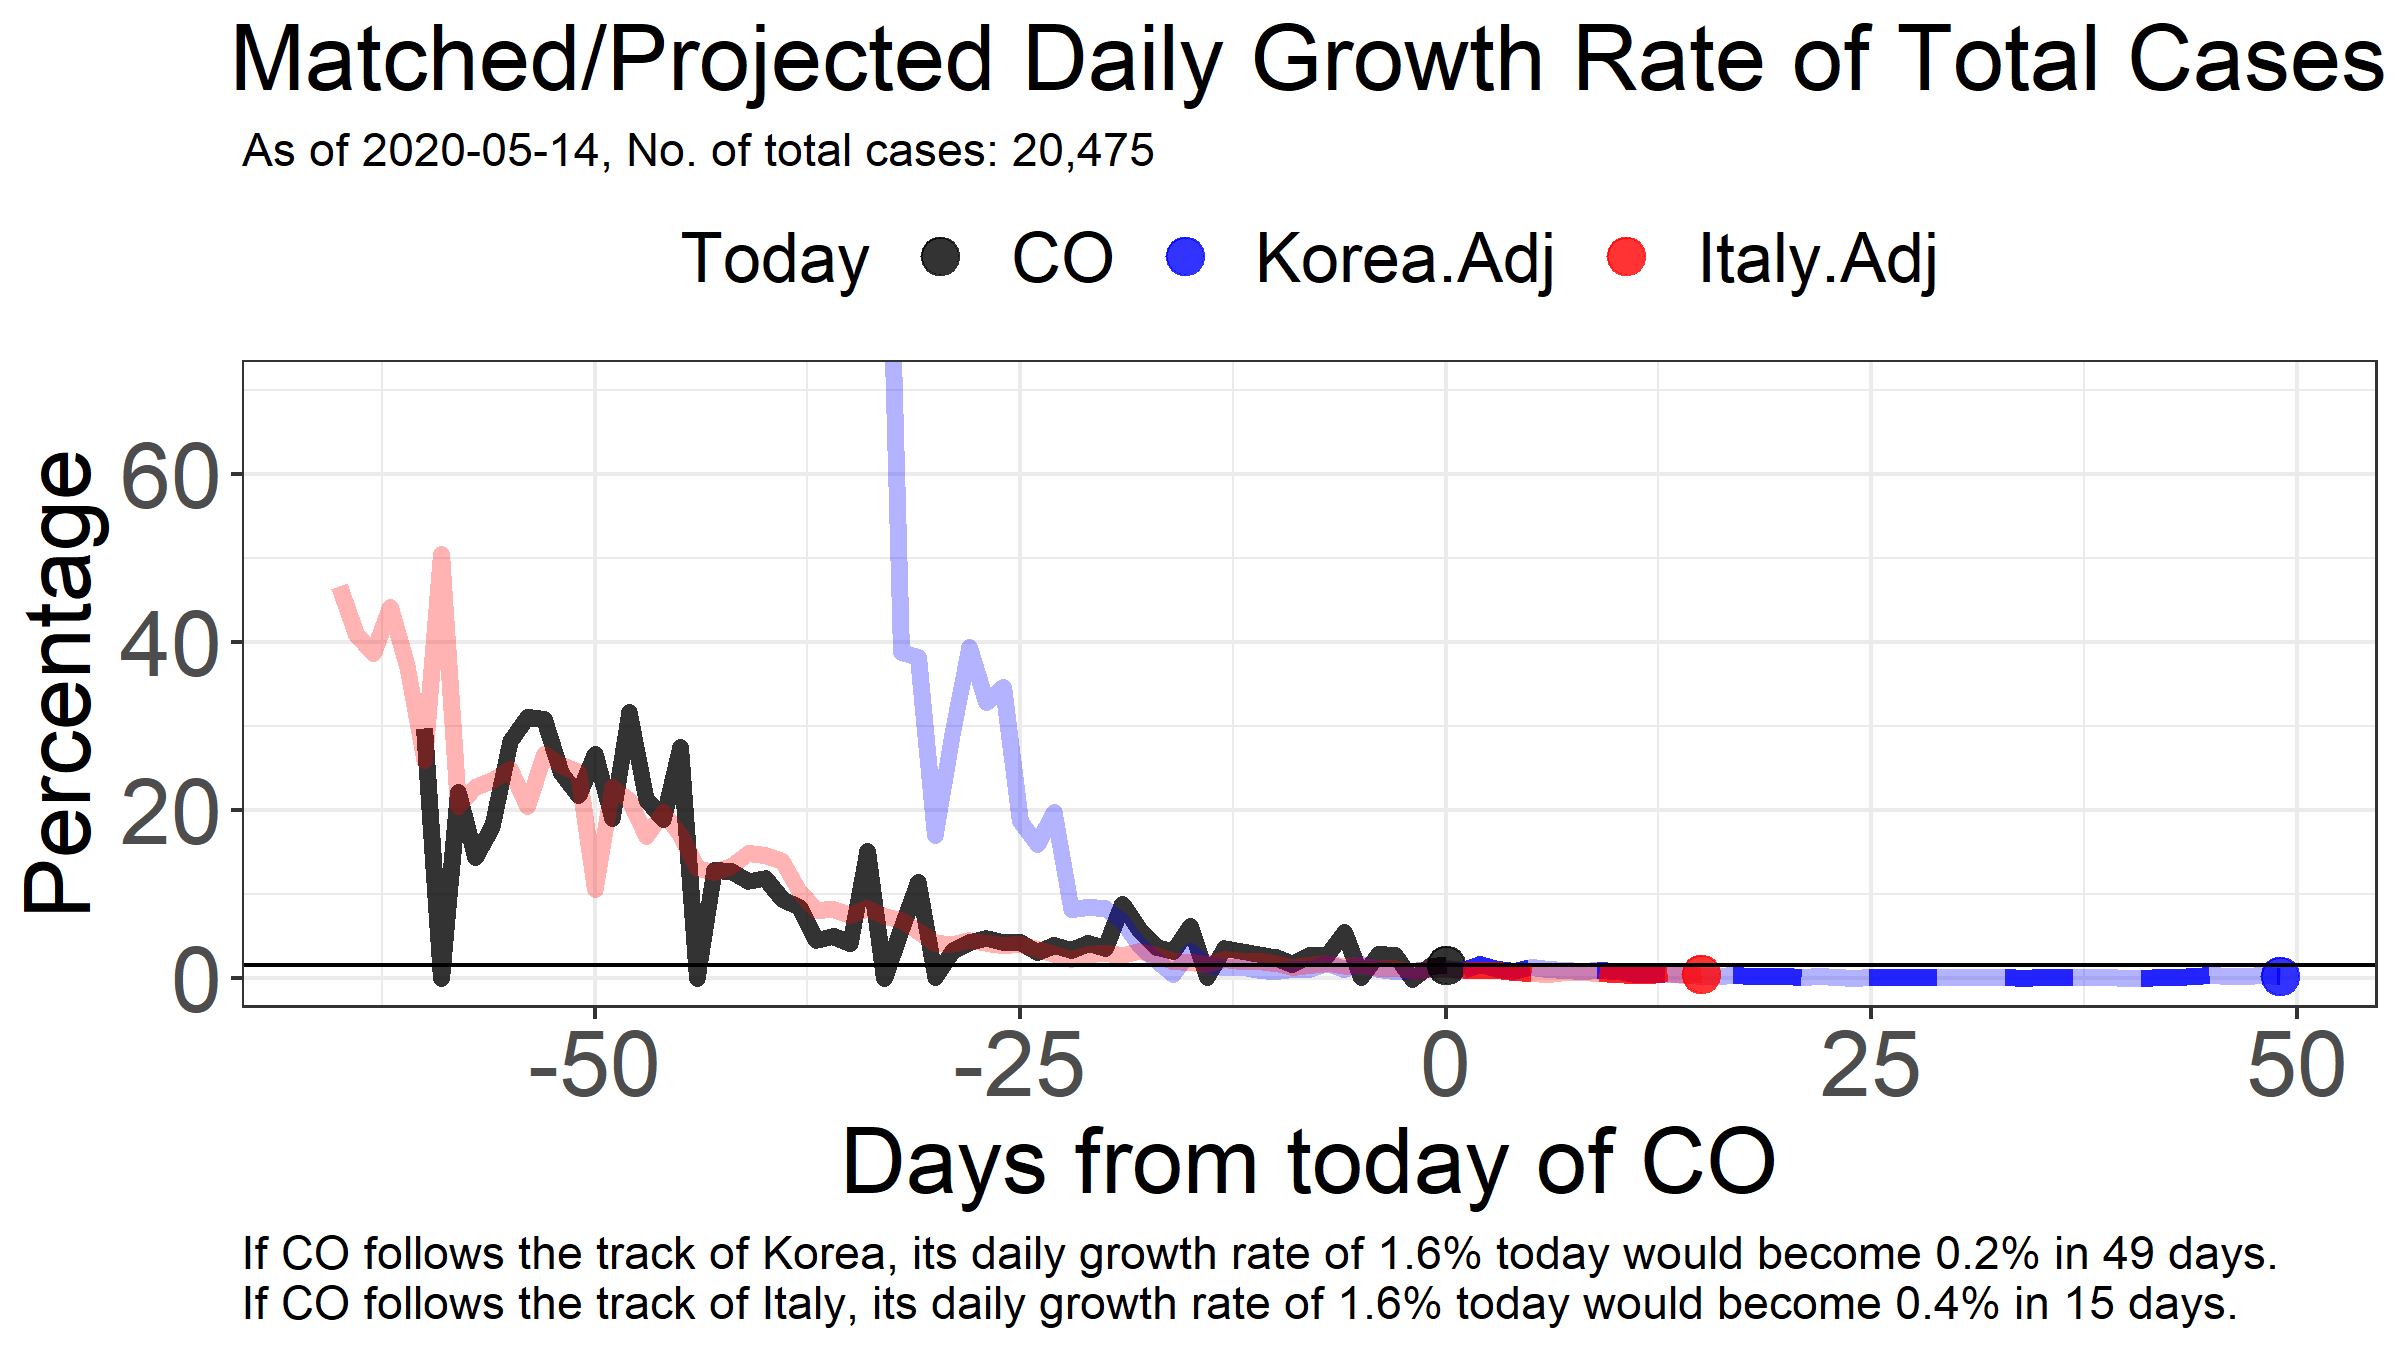 Matched/Projected Daily Growth Rate of Total Cases
As of 2020-05-14, No. of total cases: 20,475
Today CO Korea.Adj Italy.Adj
Percentage
60
40
20
0
-50 -25 0 25 50
Days from today of CO
If CO follows the track of Korea, its daily growth rate of 1.6% today would become 0.2% in 49 days.
If CO follows the track of Italy, its daily growth rate of 1.6% today would become 0.4% in 15 days.